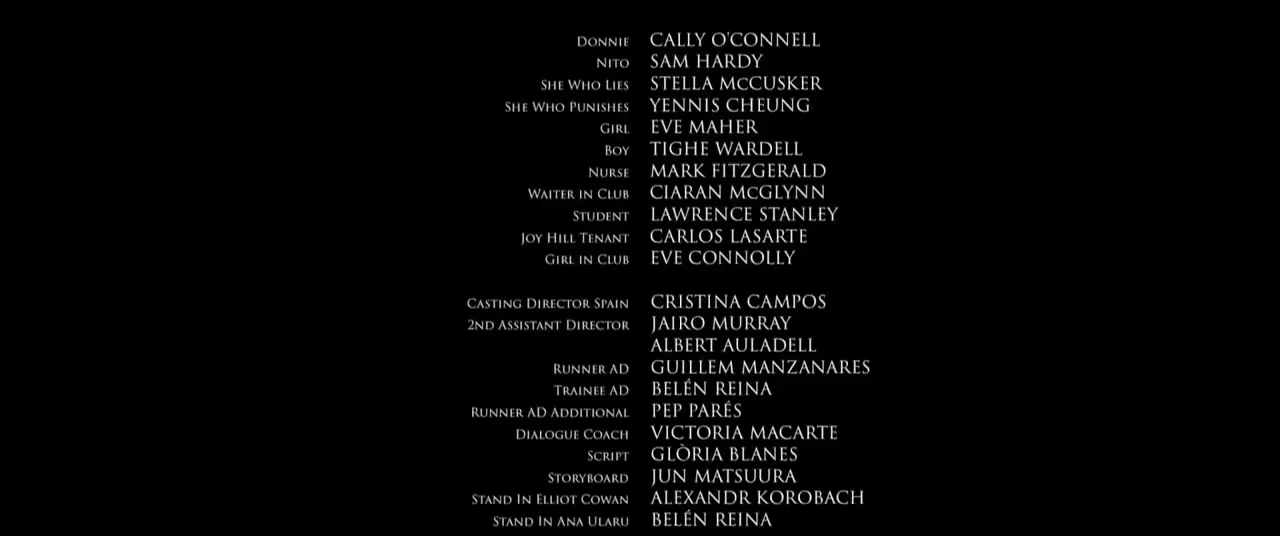 Donnie CALLY O'CONNELL
Nito SAM HARDY
She Who Lies STELLA McCUSKER
She Who Punishes YENNIS CHEUNG
Girl EVE MAHER
Boy TIGHE WARDELL
Nurse MARK FITZGERALD
Waiter in Club CIARAN McGLYNN
Student LAWRENCE STANLEY
Joy Hill Tenant CARLOS LASARTE
Girl in Club EVE CONNOLLY
Casting Director Spain CRISTINA CAMPOS
2nd Assistant Director JAIRO MURRAY
ALBERT AULADELL
Runner AD GUILLEM MANZANARES
Trainee AD BELÉN REINA
Runner AD Additional PEP PARÉS
Dialogue Coach VICTORIA MACARTE
Script GLÒRIA BLANES
Storyboard JUN MATSUURA
Stand In Elliot Cowan ALEXANDR KOROBACH
Stand In Ana Ularu BELÉN REINA